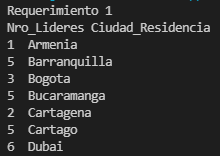 Requerimiento 1
Nro_Lideres Ciudad_Residencia
1 Armenia
5 Barranquilla
3 Bogota
5 Bucaramanga
2 Cartagena
5 Cartago
6 Dubai